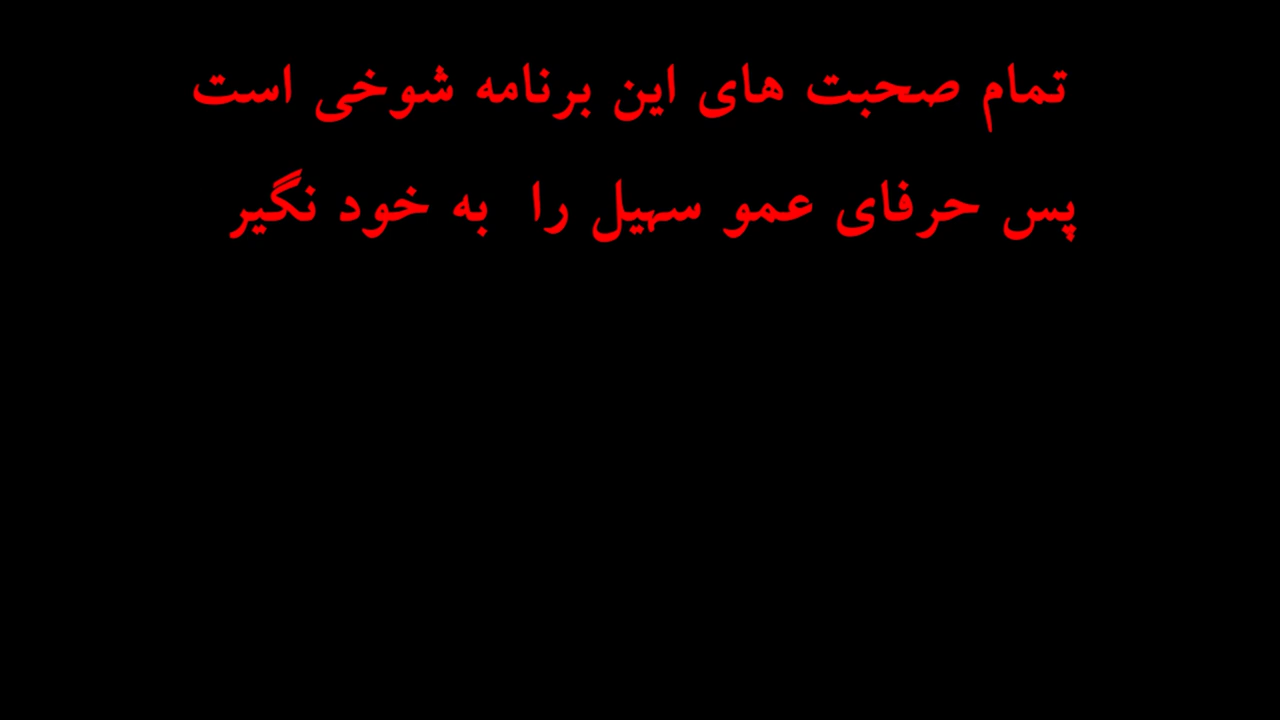 تمام صحبت های این برنامه شوخی است
پس حرفای عمو سهیل را به خود نگیر